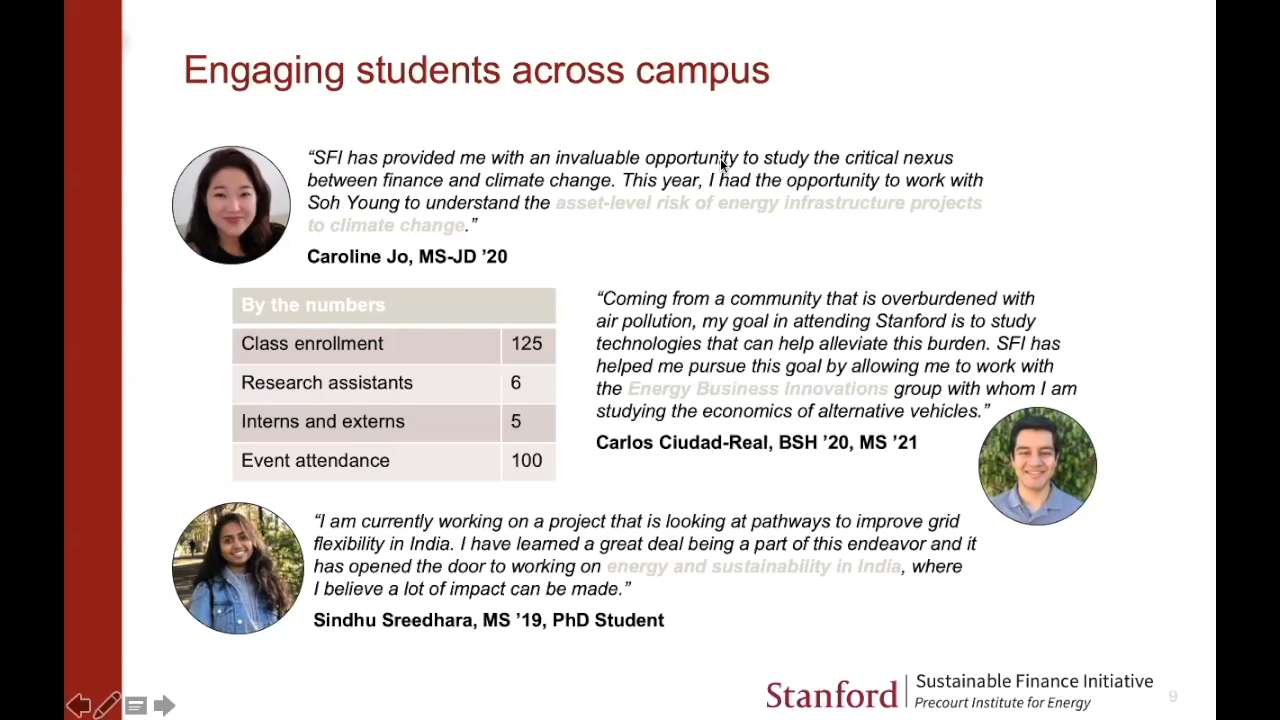 Engaging students across campus
“SFI has provided me with an invaluable opportunity to study the critical nexus
between finance and climate change. This year, I had the opportunity to work with
Soh Young to understand the asset-level risk of energy infrastructure projects
to climate change.”
Caroline Jo, MS-JD ’20
By the numbers
Class enrollment 125
Research assistants 6
Interns and externs 5
Event attendance 100
“Coming from a community that is overburdened with
air pollution, my goal in attending Stanford is to study
technologies that can help alleviate this burden. SFI has
helped me pursue this goal by allowing me to work with
the Energy Business Innovations group with whom I am
studying the economics of alternative vehicles.”
Carlos Ciudad-Real, BSH ’20, MS ’21
“I am currently working on a project that is looking at pathways to improve grid
flexibility in India. I have learned a great deal being a part of this endeavor and it
has opened the door to working on energy and sustainability in India, where
I believe a lot of impact can be made.”
Sindhu Sreedhara, MS ’19, PhD Student
Stanford
Sustainable Finance Initiative
Precourt Institute for Energy
9